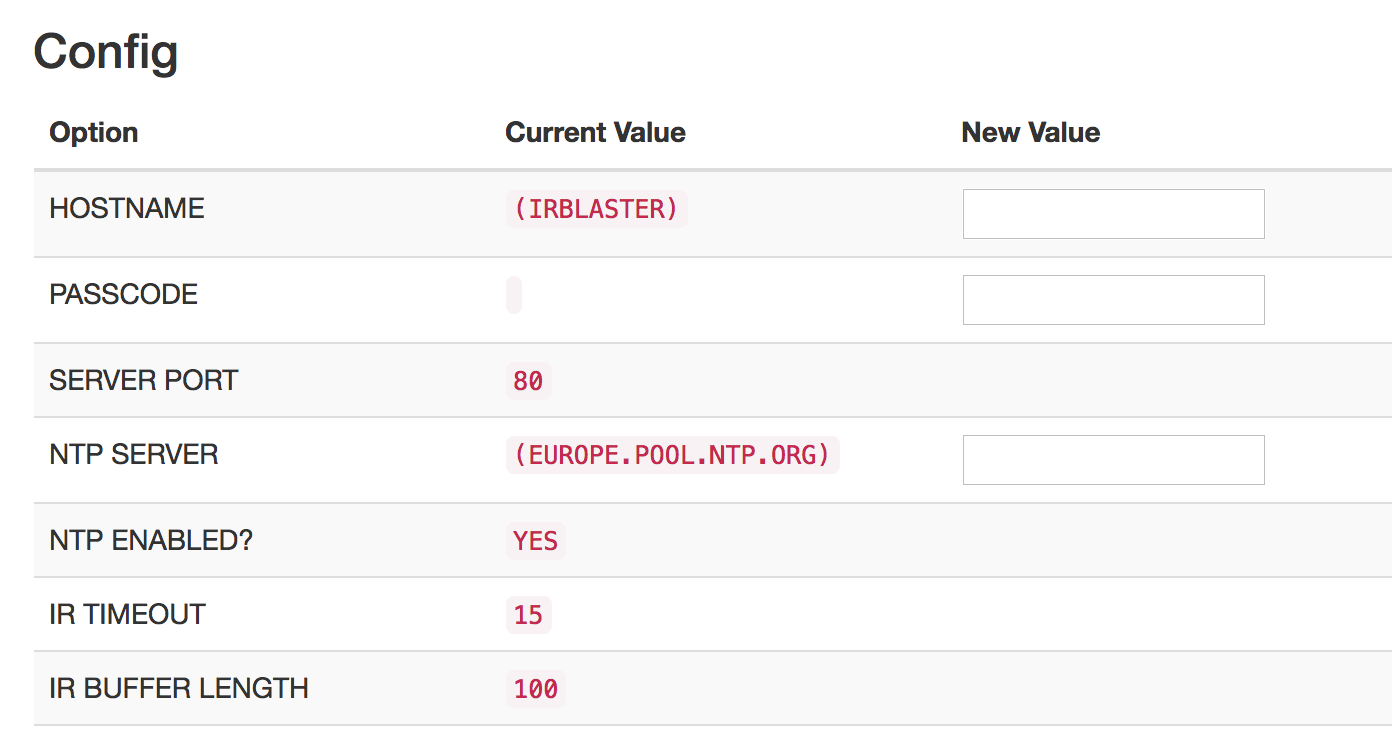 Config
Option Current Value New Value
HOSTNAME (IRBLASTER)
PASSCODE
SERVER PORT 80
NTP SERVER (EUROPE.POOL.NTP.ORG)
NTP ENABLED? YES
IR TIMEOUT 15
IR BUFFER LENGTH 100